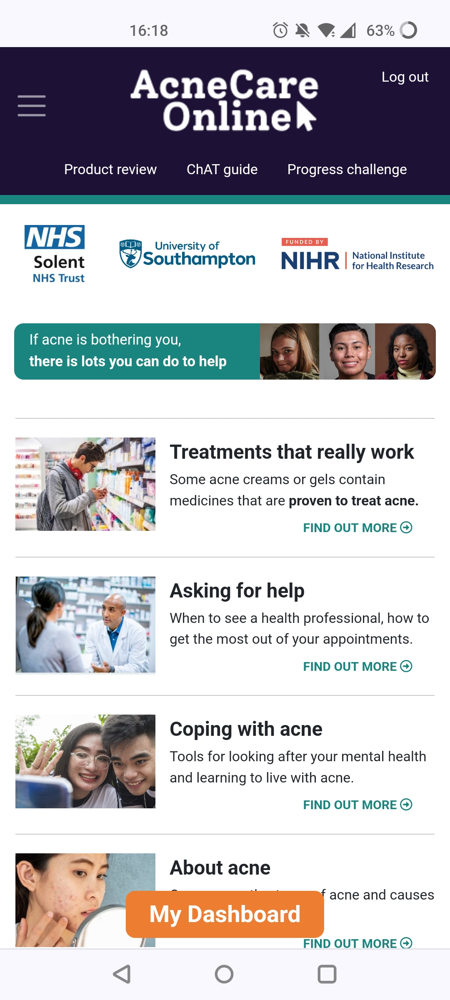 16:18
63%
Log out
AcneCare
Online
Product review
ChAT guide
Progress challenge
NHS
Solent
NHS Trust
University of
Southampton
FUNDED BY
NIHR | National Institute
for Health Research
If acne is bothering you,
there is lots you can do to help
Treatments that really work
Some acne creams or gels contain
medicines that are proven to treat acne.
FIND OUT MORE
Asking for help
When to see a health professional, how to
get the most out of your appointments.
FIND OUT MORE
Coping with acne
Tools for looking after your mental health
and learning to live with acne.
FIND OUT MORE
About acne
acne and causes
My Dashboard
FIND OUT MORE